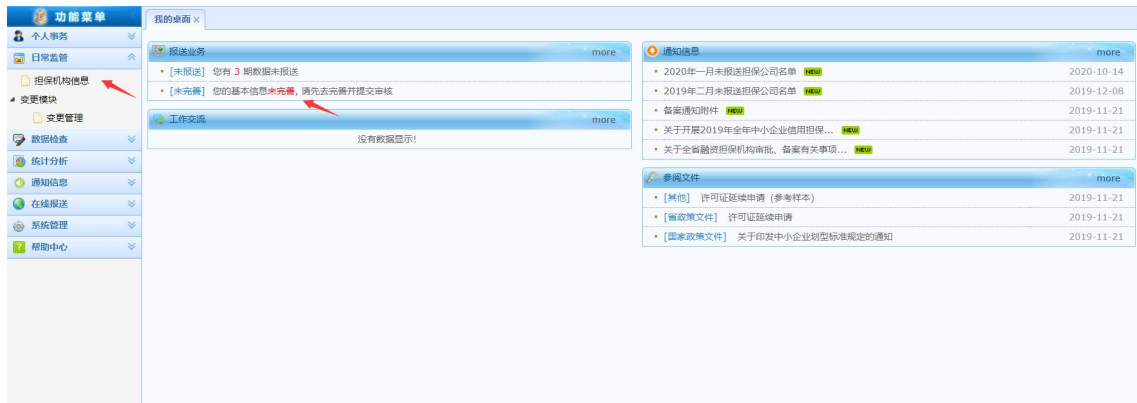 功能菜单
个人事务
日常监管
担保机构信息
变更模块
变更管理
数据检查
统计分析
通知信息
在线报送
系统管理
帮助中心
我的桌面 ×
报送业务 more
[未报送] 您有 3 期数据未报送
[未完善] 您的基本信息未完善, 请先去完善并提交审核
工作交流 more
没有数据显示!
通知信息 more
2020年一月未报送担保公司名单 NEW 2020-10-14
2019年二月未报送担保公司名单 NEW 2019-12-08
备案通知附件 NEW 2019-11-21
关于开展2019年全年中小企业信用担保... NEW 2019-11-21
关于全省融资担保机构审批、备案有关事项... NEW 2019-11-21
参阅文件 more
[其他] 许可证延续申请 (参考样本) 2019-11-21
[省政策文件] 许可证延续申请 2019-11-21
[国家政策文件] 关于印发中小企业划型标准规定的通知 2019-11-21